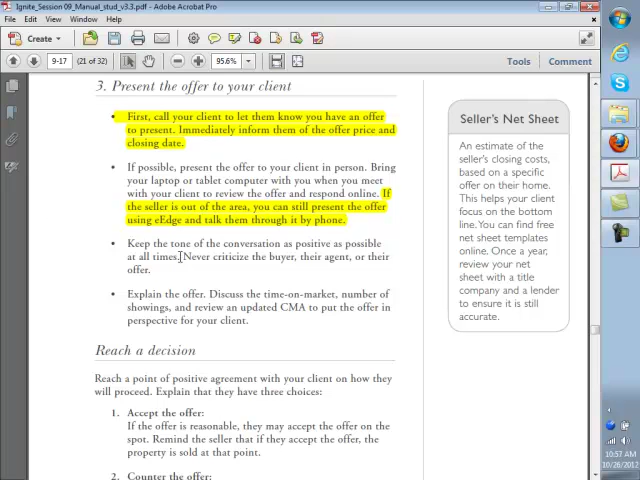 Ignite_Session 09_Manual_stud_v3.3.pdf - Adobe Acrobat Pro
File Edit View Window Help
Create
9-17 (21 of 32) 95.6% Tools Comment
3. Present the offer to your client
• First, call your client to let them know you have an offer
to present. Immediately inform them of the offer price and
closing date.
• If possible, present the offer to your client in person. Bring
your laptop or tablet computer with you when you meet
with your client to review the offer and respond online. If
the seller is out of the area, you can still present the offer
using eEdge and talk them through it by phone.
• Keep the tone of the conversation as positive as possible
at all times. Never criticize the buyer, their agent, or their
offer.
• Explain the offer. Discuss the time-on-market, number of
showings, and review an updated CMA to put the offer in
perspective for your client.
Reach a decision
Reach a point of positive agreement with your client on how they
will proceed. Explain that they have three choices:
1. Accept the offer:
If the offer is reasonable, they may accept the offer on the
spot. Remind the seller that if they accept the offer, the
property is sold at that point.
2. Counter the offer:
Seller's Net Sheet
An estimate of the
seller's closing costs,
based on a specific
offer on their home.
This helps your client
focus on the bottom
line. You can find free
net sheet templates
online. Once a year,
review your net
sheet with a title
company and a lender
to ensure it is still
accurate.
10:57 AM
10/26/2012